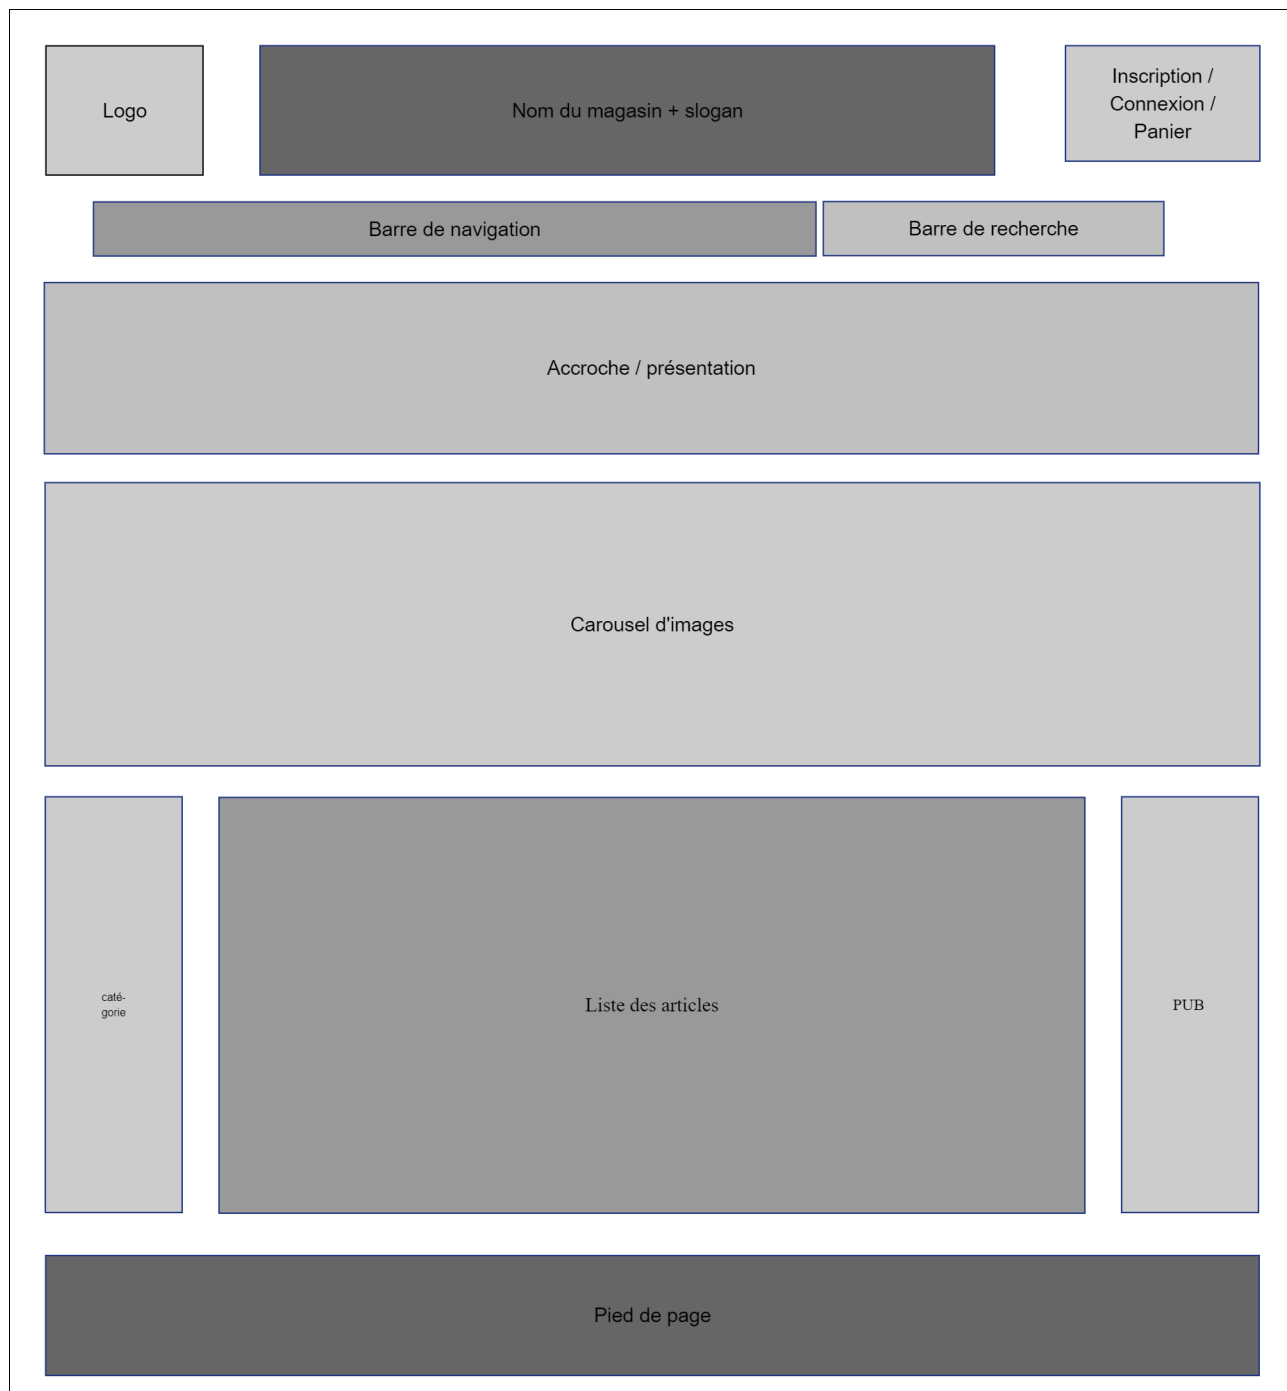 Logo
Nom du magasin + slogan
Inscription /
Connexion /
Panier
Barre de navigation
Barre de recherche
Accroche / présentation
Carousel d'images
caté-
gorie
Liste des articles
PUB
Pied de page